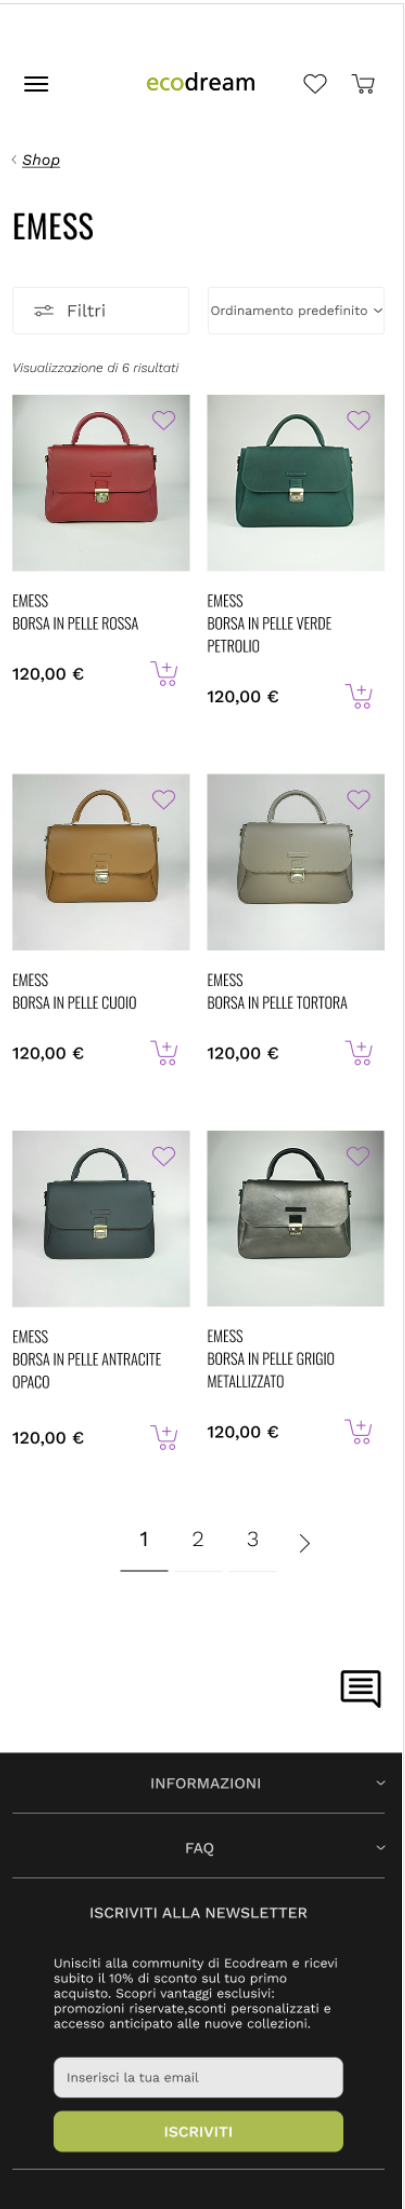 ecodream
‹ Shop
EMESS
Filtri
Ordinamento predefinito
Visualizzazione di 6 risultati
EMESS
BORSA IN PELLE ROSSA
120,00 €
EMESS
BORSA IN PELLE VERDE
PETROLIO
120,00 €
EMESS
BORSA IN PELLE CUOIO
120,00 €
EMESS
BORSA IN PELLE TORTORA
120,00 €
EMESS
BORSA IN PELLE ANTRACITE
OPACO
120,00 €
EMESS
BORSA IN PELLE GRIGIO
METALLIZZATO
120,00 €
1 2 3
INFORMAZIONI
FAQ
ISCRIVITI ALLA NEWSLETTER
Unisciti alla community di Ecodream e ricevi
subito il 10% di sconto sul tuo primo
acquisto. Scopri vantaggi esclusivi:
promozioni riservate,sconti personalizzati e
accesso anticipato alle nuove collezioni.
Inserisci la tua email
ISCRIVITI